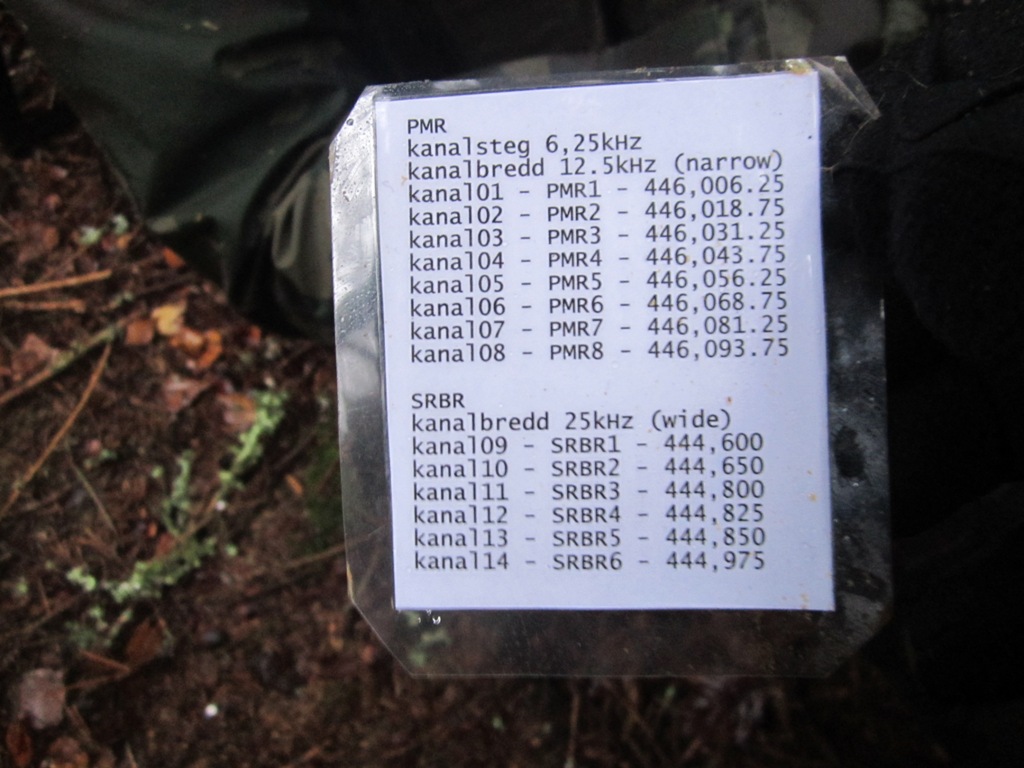 PMR
kanalsteg 6,25kHz
kanalbredd 12.5kHz (narrow)
kanal01 - PMR1 - 446,006.25
kanal02 - PMR2 - 446,018.75
kanal03 - PMR3 - 446,031.25
kanal04 - PMR4 - 446,043.75
kanal05 - PMR5 - 446,056.25
kanal06 - PMR6 - 446,068.75
kanal07 - PMR7 - 446,081.25
kanal08 - PMR8 - 446,093.75
SRBR
kanalbredd 25kHz (wide)
kanal09 - SRBR1 - 444,600
kanal10 - SRBR2 - 444,650
kanal11 - SRBR3 - 444,800
kanal12 - SRBR4 - 444,825
kanal13 - SRBR5 - 444,850
kanal14 - SRBR6 - 444,975